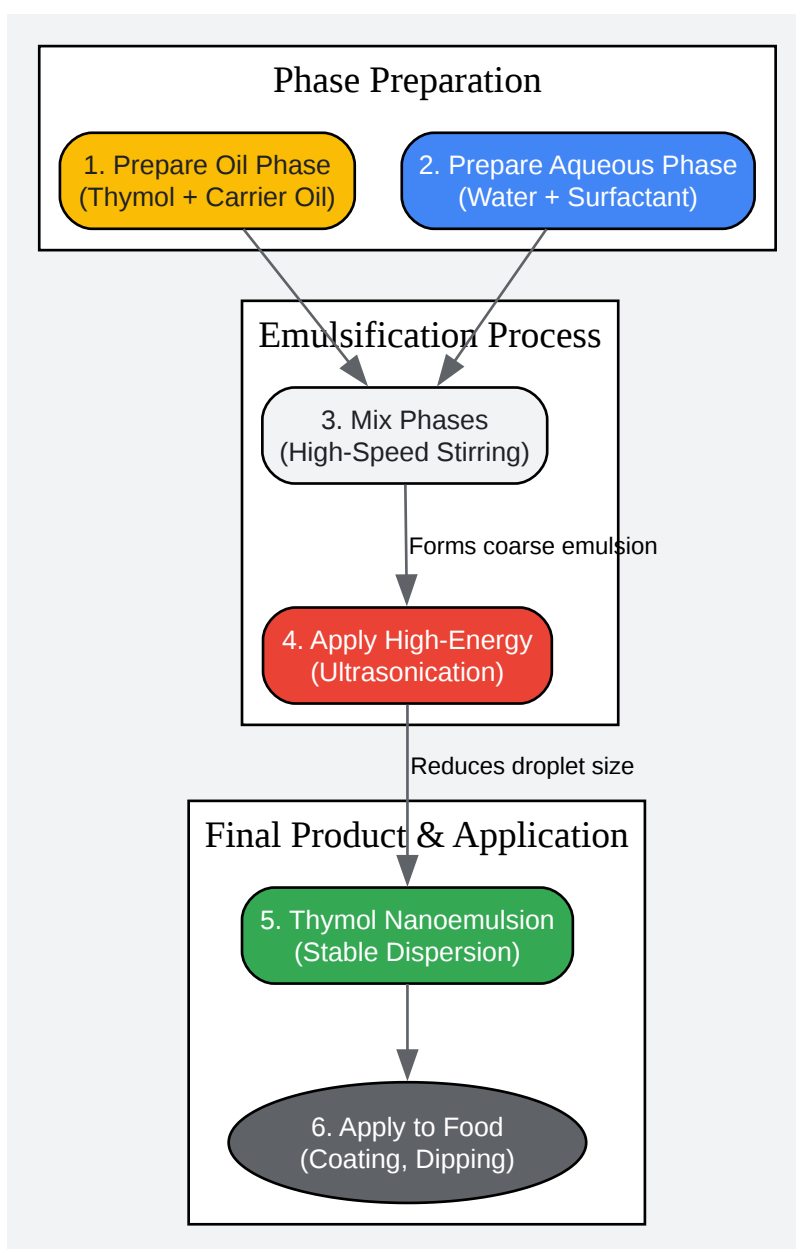 Phase Preparation
1. Prepare Oil Phase
(Thymol + Carrier Oil)
2. Prepare Aqueous Phase
(Water + Surfactant)
Emulsification Process
3. Mix Phases
(High-Speed Stirring)
Forms coarse emulsion
4. Apply High-Energy
(Ultrasonication)
Reduces droplet size
Final Product & Application
5. Thymol Nanoemulsion
(Stable Dispersion)
6. Apply to Food
(Coating, Dipping)